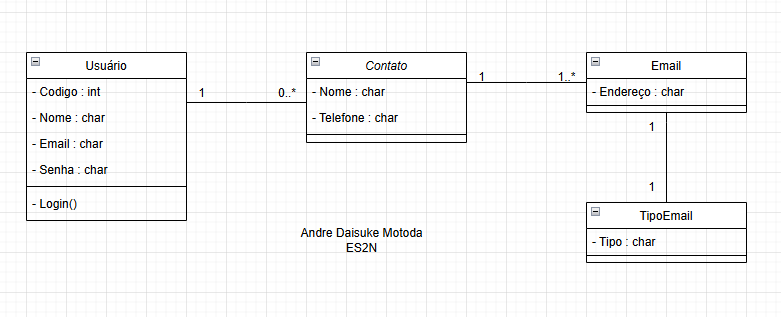 Usuário
- Codigo : int
- Nome : char
- Email : char
- Senha : char
- Login()
1
0..*
Contato
- Nome : char
- Telefone : char
1
1..*
Email
- Endereço : char
1
1
TipoEmail
- Tipo : char
Andre Daisuke Motoda
ES2N